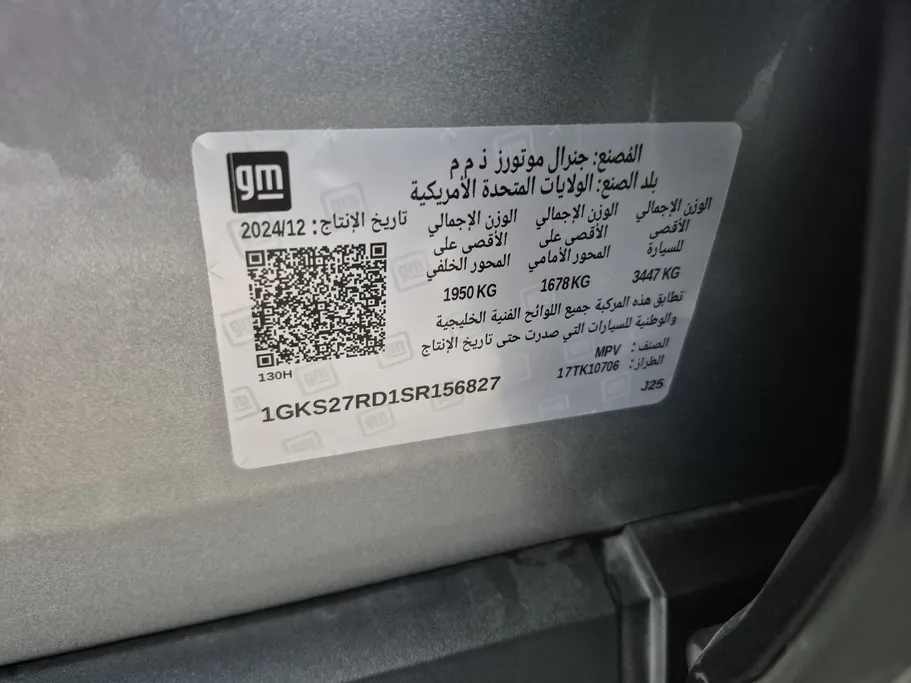 gm
المُصنع: جنرال موتورز ذ م م
بلد الصنع: الولايات المتحدة الأمريكية
تاريخ الإنتاج: 2024/12
الوزن الإجمالي الأقصى للسيارة
3447 KG
الوزن الإجمالي الأقصى على المحور الأمامي
1678 KG
الوزن الإجمالي الأقصى على المحور الخلفي
1950 KG
تطابق هذه المركبة جميع اللوائح الفنية الخليجية
والوطنية للسيارات التي صدرت حتى تاريخ الإنتاج
الصنف: MPV
الطراز: 17TK10706
J25
130H
1GKS27RD1SR156827